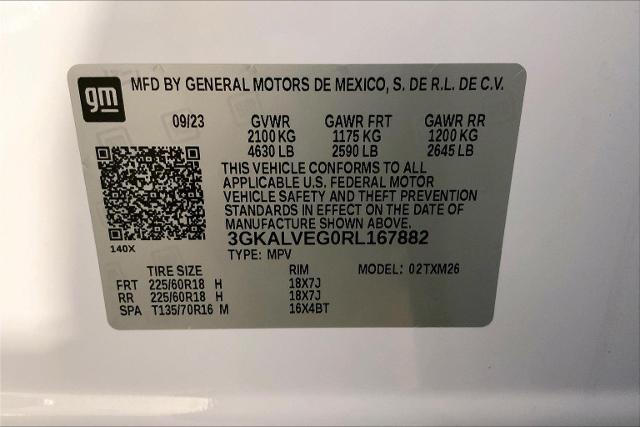 gm
MFD BY GENERAL MOTORS DE MEXICO, S. DE R.L. DE C.V.
09/23 GVWR GAWR FRT GAWR RR
2100 KG 1175 KG 1200 KG
4630 LB 2590 LB 2645 LB
THIS VEHICLE CONFORMS TO ALL
APPLICABLE U.S. FEDERAL MOTOR
VEHICLE SAFETY AND THEFT PREVENTION
STANDARDS IN EFFECT ON THE DATE OF
MANUFACTURE SHOWN ABOVE.
3GKALVEG0RL167882
140X
TYPE: MPV
TIRE SIZE RIM MODEL: 02TXM26
FRT 225/60R18 H 18X7J
RR 225/60R18 H 18X7J
SPA T135/70R16 M 16X4BT